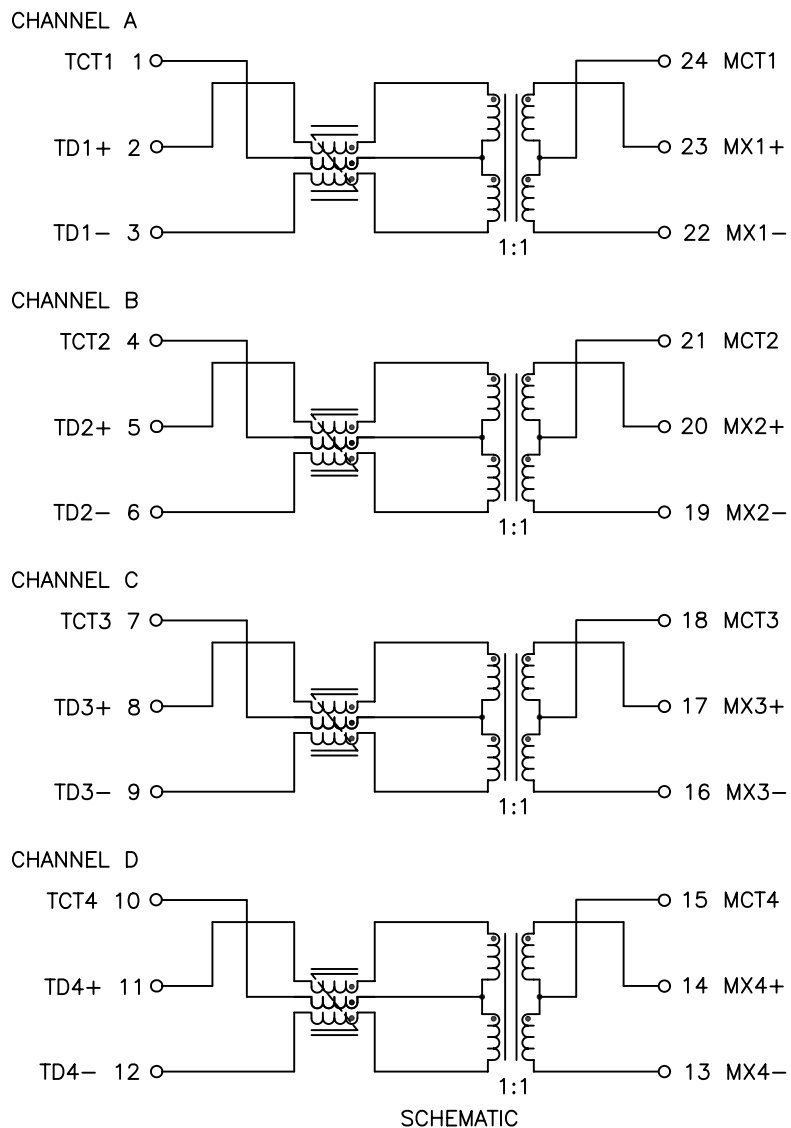 CHANNEL A
TCT1 1 24 MCT1
TD1+ 2 23 MX1+
TD1− 3 22 MX1−
1:1
CHANNEL B
TCT2 4 21 MCT2
TD2+ 5 20 MX2+
TD2− 6 19 MX2−
1:1
CHANNEL C
TCT3 7 18 MCT3
TD3+ 8 17 MX3+
TD3− 9 16 MX3−
1:1
CHANNEL D
TCT4 10 15 MCT4
TD4+ 11 14 MX4+
TD4− 12 13 MX4−
1:1
SCHEMATIC